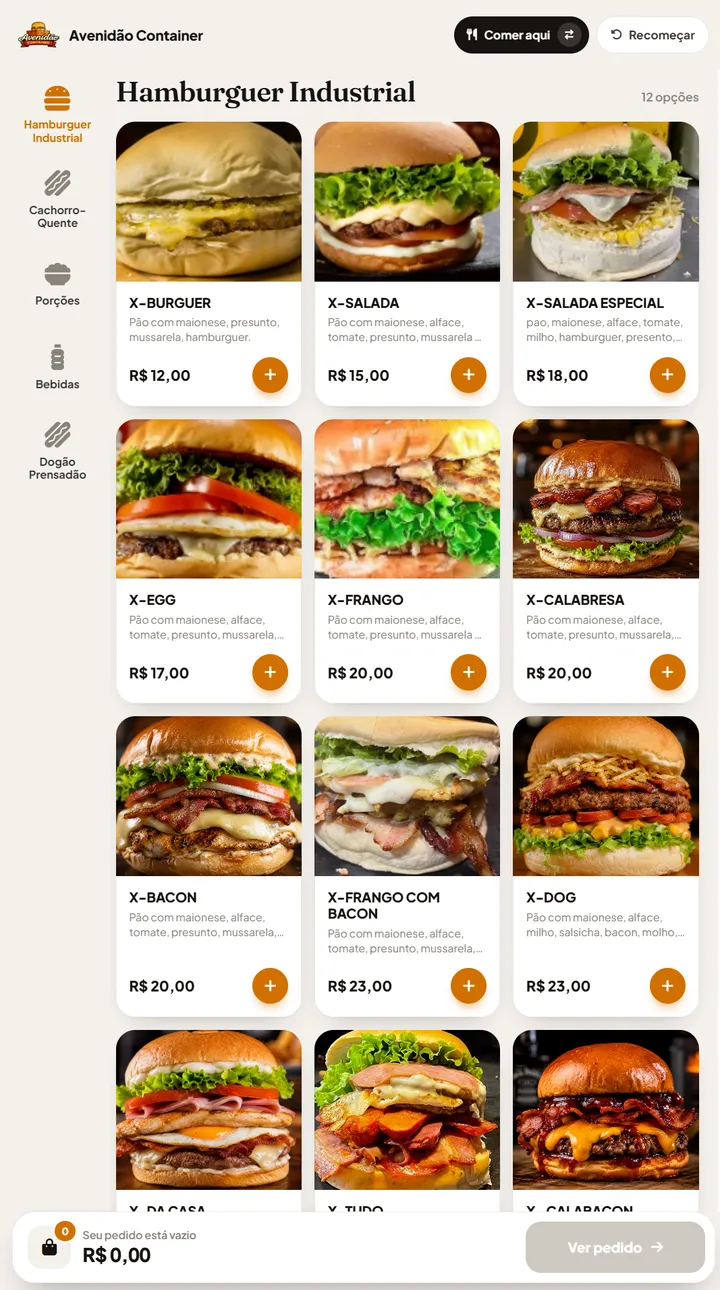 Avenidão
Avenidão Container
Comer aqui
Recomeçar
Hamburguer
Industrial
Cachorro-
Quente
Porções
Bebidas
Dogão
Prensadão
Hamburguer Industrial
12 opções
X-BURGUER
Pão com maionese, presunto,
mussarela, hamburguer.
R$ 12,00
X-SALADA
Pão com maionese, alface,
tomate, presunto, mussarela ...
R$ 15,00
X-SALADA ESPECIAL
pao, maionese, alface, tomate,
milho, hamburguer, presento,...
R$ 18,00
X-EGG
Pão com maionese, alface,
tomate, presunto, mussarela,...
R$ 17,00
X-FRANGO
Pão com maionese, alface,
tomate, presunto, mussarela ...
R$ 20,00
X-CALABRESA
Pão com maionese, alface,
tomate, presunto, mussarela,...
R$ 20,00
X-BACON
Pão com maionese, alface,
tomate, presunto, mussarela,...
R$ 20,00
X-FRANGO COM
BACON
Pão com maionese, alface,
tomate, presunto, mussarela,...
R$ 23,00
X-DOG
Pão com maionese, alface,
milho, salsicha, bacon, molho,...
R$ 23,00
X-DA CASA
X-TUDO
X-CALABACON
0
Seu pedido está vazio
R$ 0,00
Ver pedido